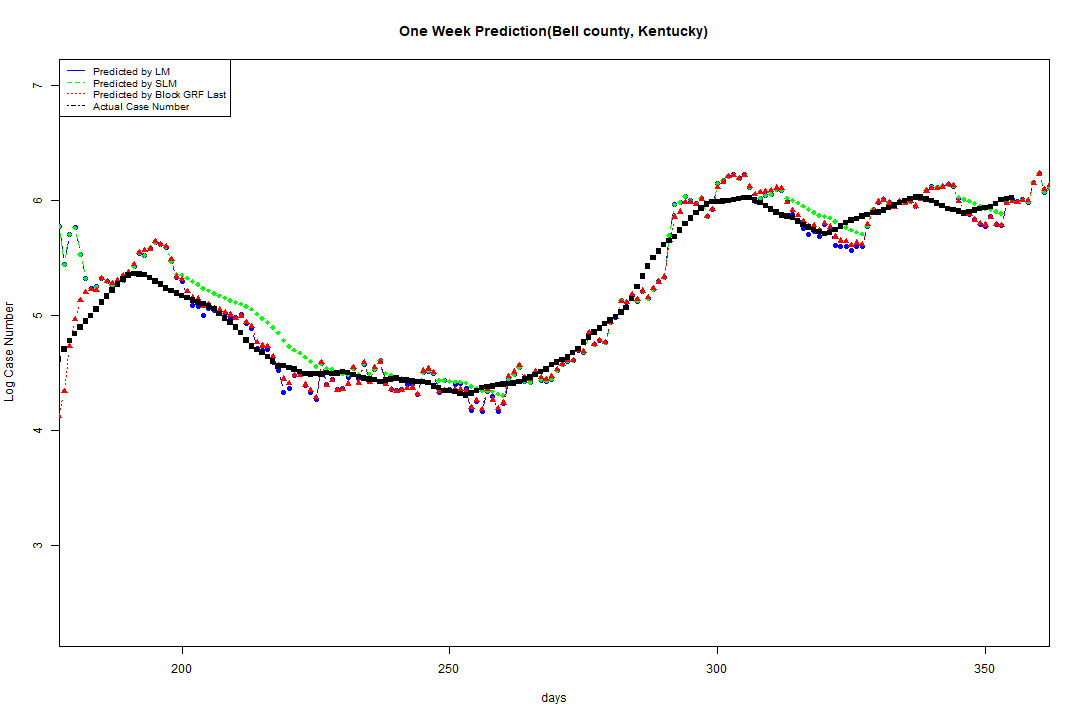 One Week Prediction(Bell county, Kentucky)
Predicted by LM
Predicted by SLM
Predicted by Block GRF Last
Actual Case Number
7
6
5
4
3
Log Case Number
200 250 300 350
days